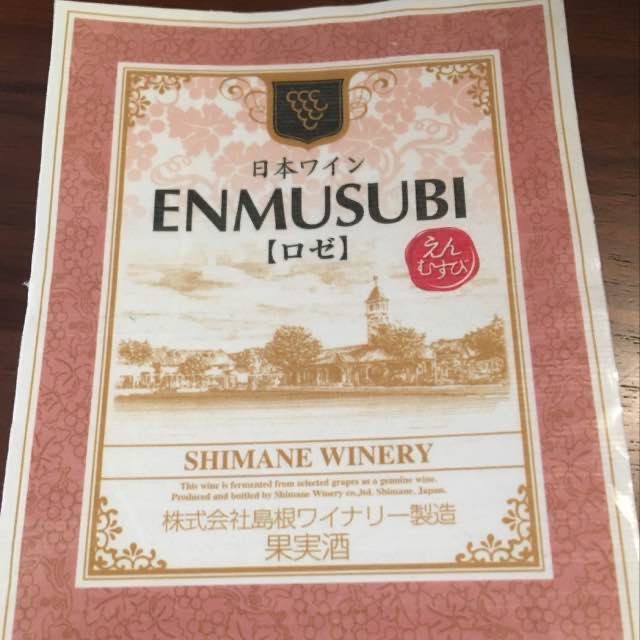 日本ワイン
ENMUSUBI
【ロゼ】
えん
むすび
SHIMANE WINERY
This wine is fermented from selected grapes as a genuine wine.
Produced and bottled by Shimane Winery co.,ltd. Shimane, Japan.
株式会社島根ワイナリー製造
果実酒